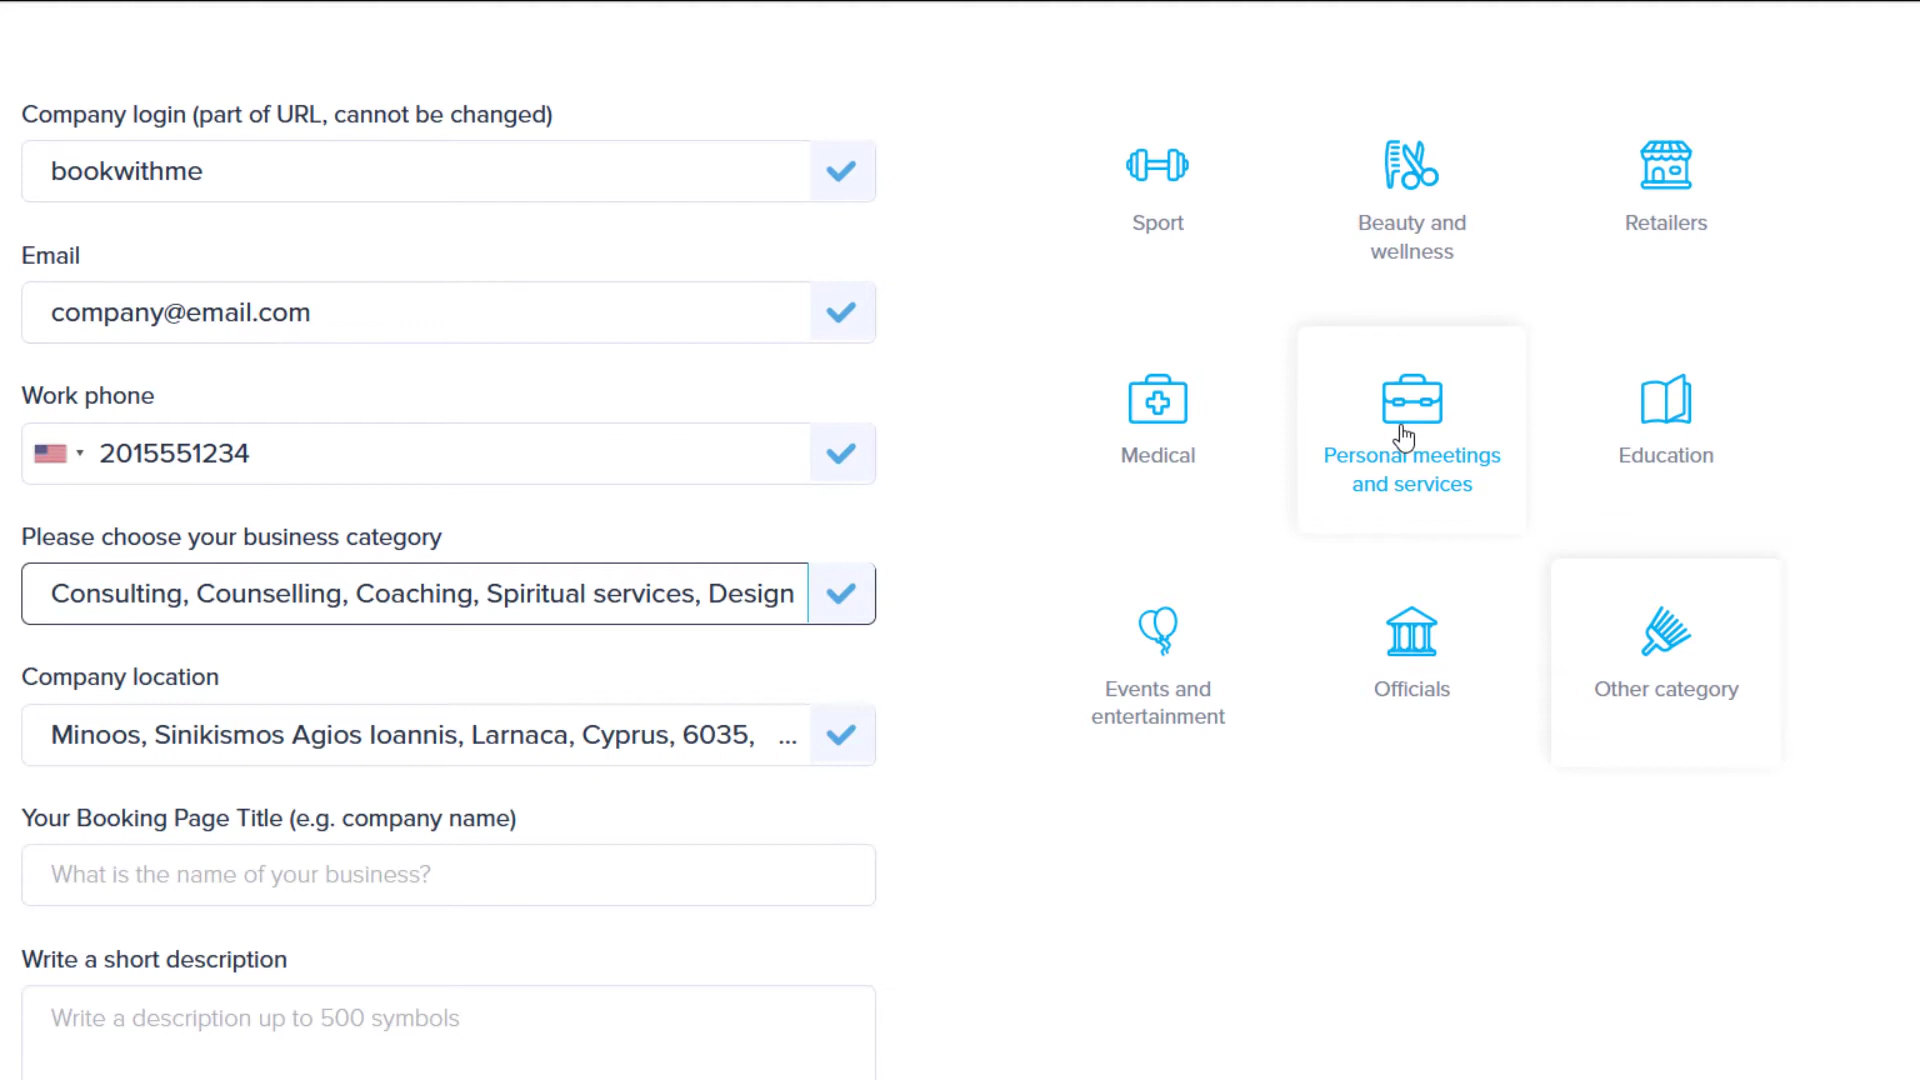 Company login (part of URL, cannot be changed)
bookwithme
Email
company@email.com
Work phone
2015551234
Please choose your business category
Consulting, Counselling, Coaching, Spiritual services, Design
Company location
Minoos, Sinikismos Agios Ioannis, Larnaca, Cyprus, 6035, ...
Your Booking Page Title (e.g. company name)
What is the name of your business?
Write a short description
Write a description up to 500 symbols
Sport
Beauty and
wellness
Retailers
Medical
Personal meetings
and services
Education
Events and
entertainment
Officials
Other category